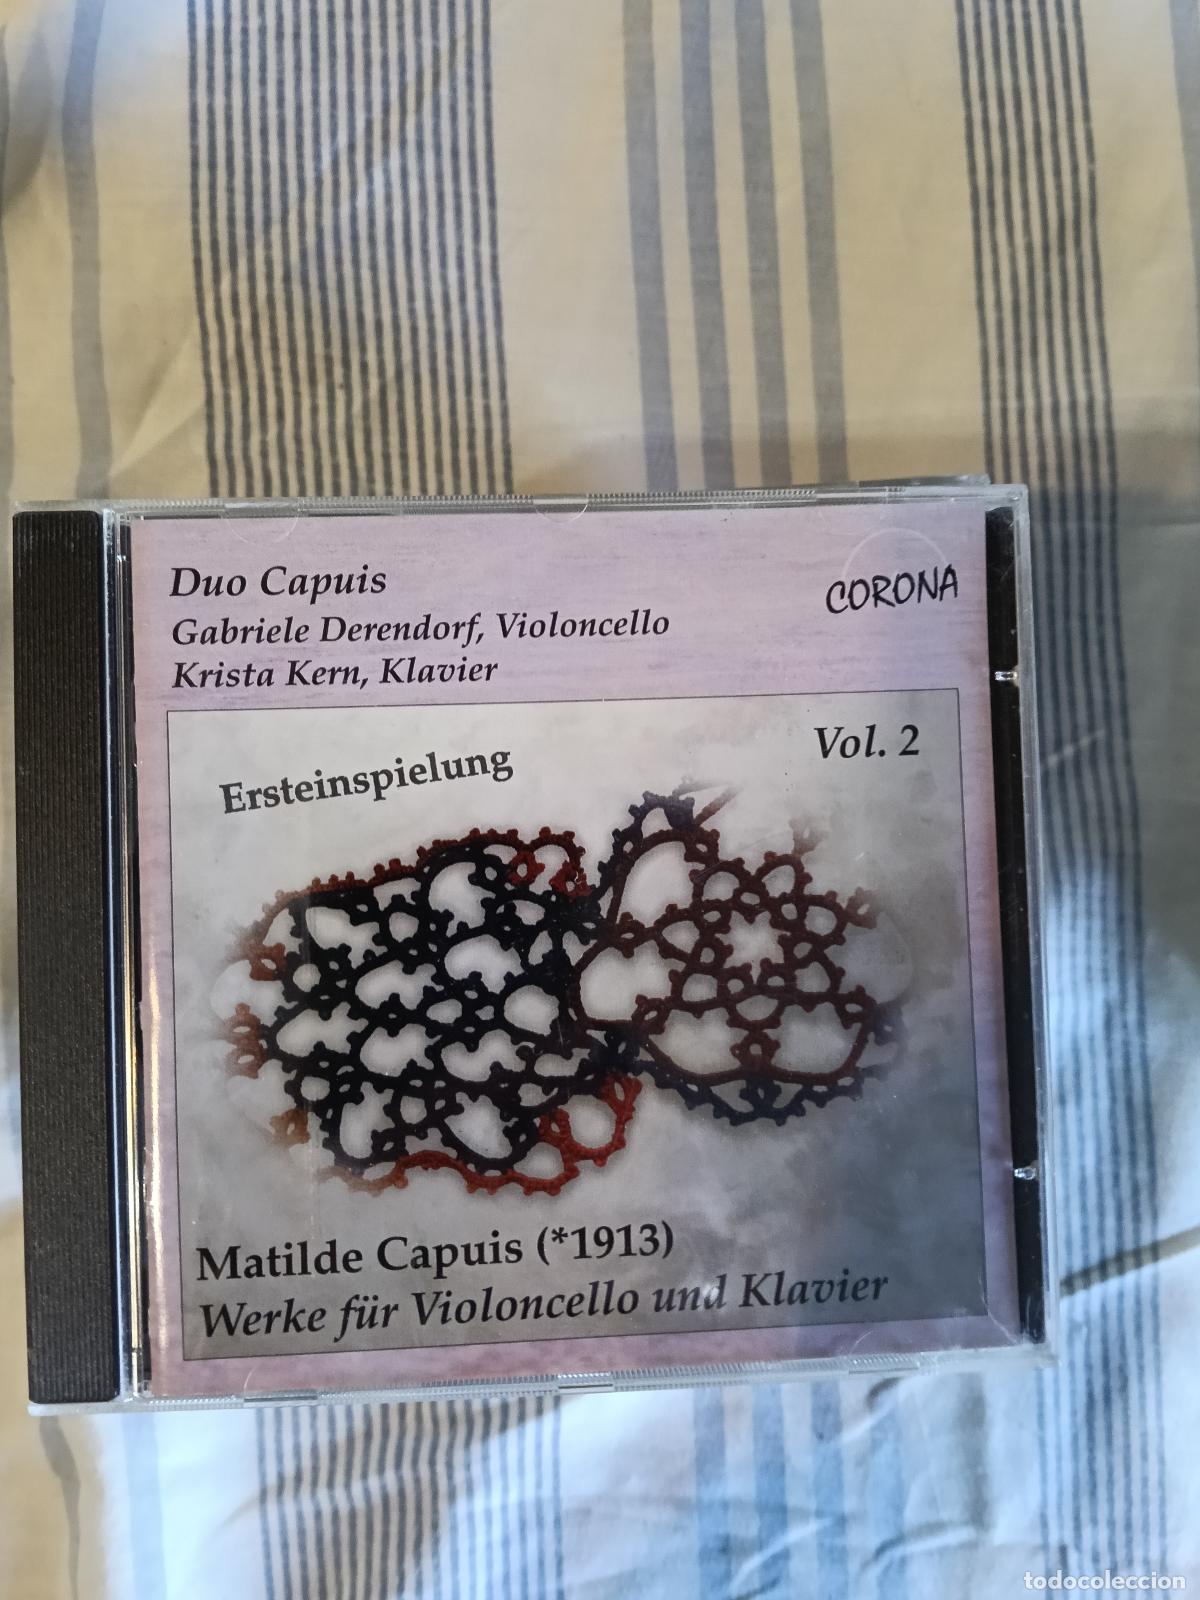 Duo Capuis
Gabriele Derendorf, Violoncello
Krista Kern, Klavier
CORONA
Vol. 2
Ersteinspielung
Matilde Capuis (*1913)
Werke für Violoncello und Klavier
todocoleccion